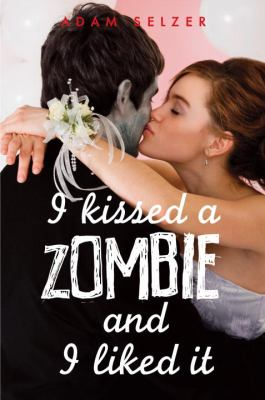 ADAM SELZER
I kissed a
ZOMBIE
and
I liked it